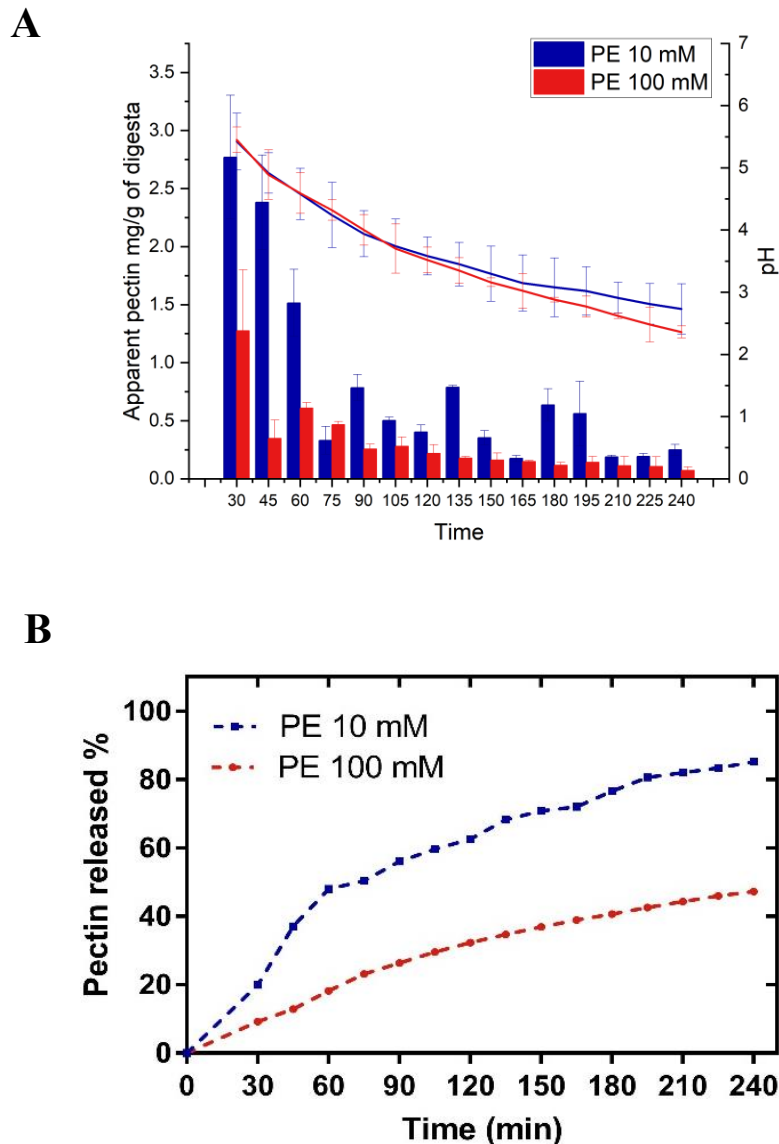 A
PE 10 mM
PE 100 mM
Apparent pectin mg/g of digesta
3.5
3.0
2.5
2.0
1.5
1.0
0.5
0.0
7
6
5
4
3
2
1
0
pH
30 45 60 75 90 105 120 135 150 165 180 195 210 225 240
Time
B
PE 10 mM
PE 100 mM
Pectin released %
100
80
60
40
20
0
0 30 60 90 120 150 180 210 240
Time (min)